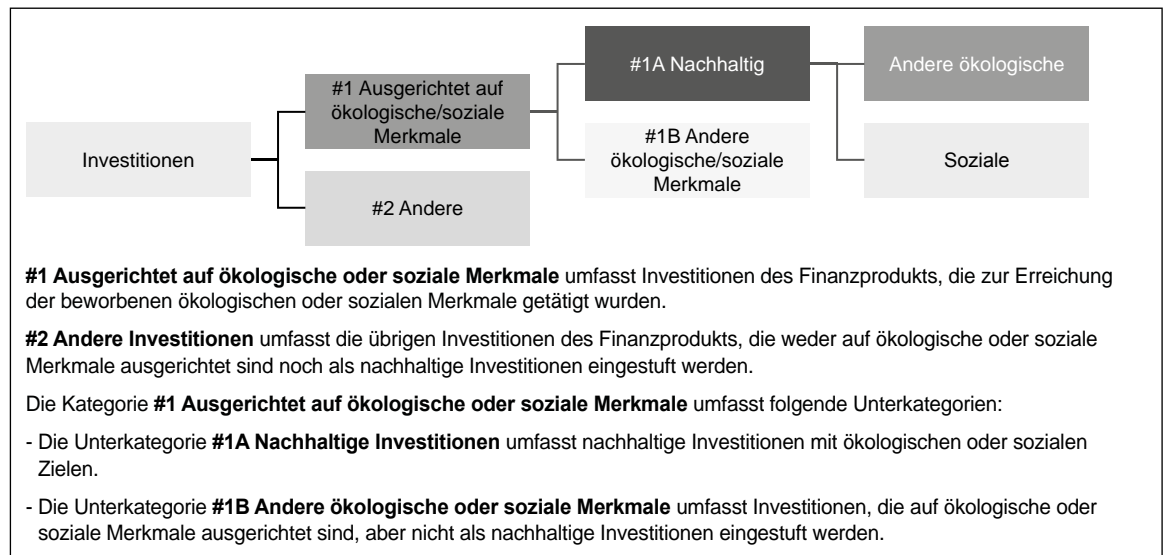 Investitionen
#1 Ausgerichtet auf
ökologische/soziale
Merkmale
#2 Andere
#1A Nachhaltig
#1B Andere
ökologische/soziale
Merkmale
Andere ökologische
Soziale
#1 Ausgerichtet auf ökologische oder soziale Merkmale umfasst Investitionen des Finanzprodukts, die zur Erreichung
der beworbenen ökologischen oder sozialen Merkmale getätigt wurden.
#2 Andere Investitionen umfasst die übrigen Investitionen des Finanzprodukts, die weder auf ökologische oder soziale
Merkmale ausgerichtet sind noch als nachhaltige Investitionen eingestuft werden.
Die Kategorie #1 Ausgerichtet auf ökologische oder soziale Merkmale umfasst folgende Unterkategorien:
- Die Unterkategorie #1A Nachhaltige Investitionen umfasst nachhaltige Investitionen mit ökologischen oder sozialen
Zielen.
- Die Unterkategorie #1B Andere ökologische oder soziale Merkmale umfasst Investitionen, die auf ökologische oder
soziale Merkmale ausgerichtet sind, aber nicht als nachhaltige Investitionen eingestuft werden.